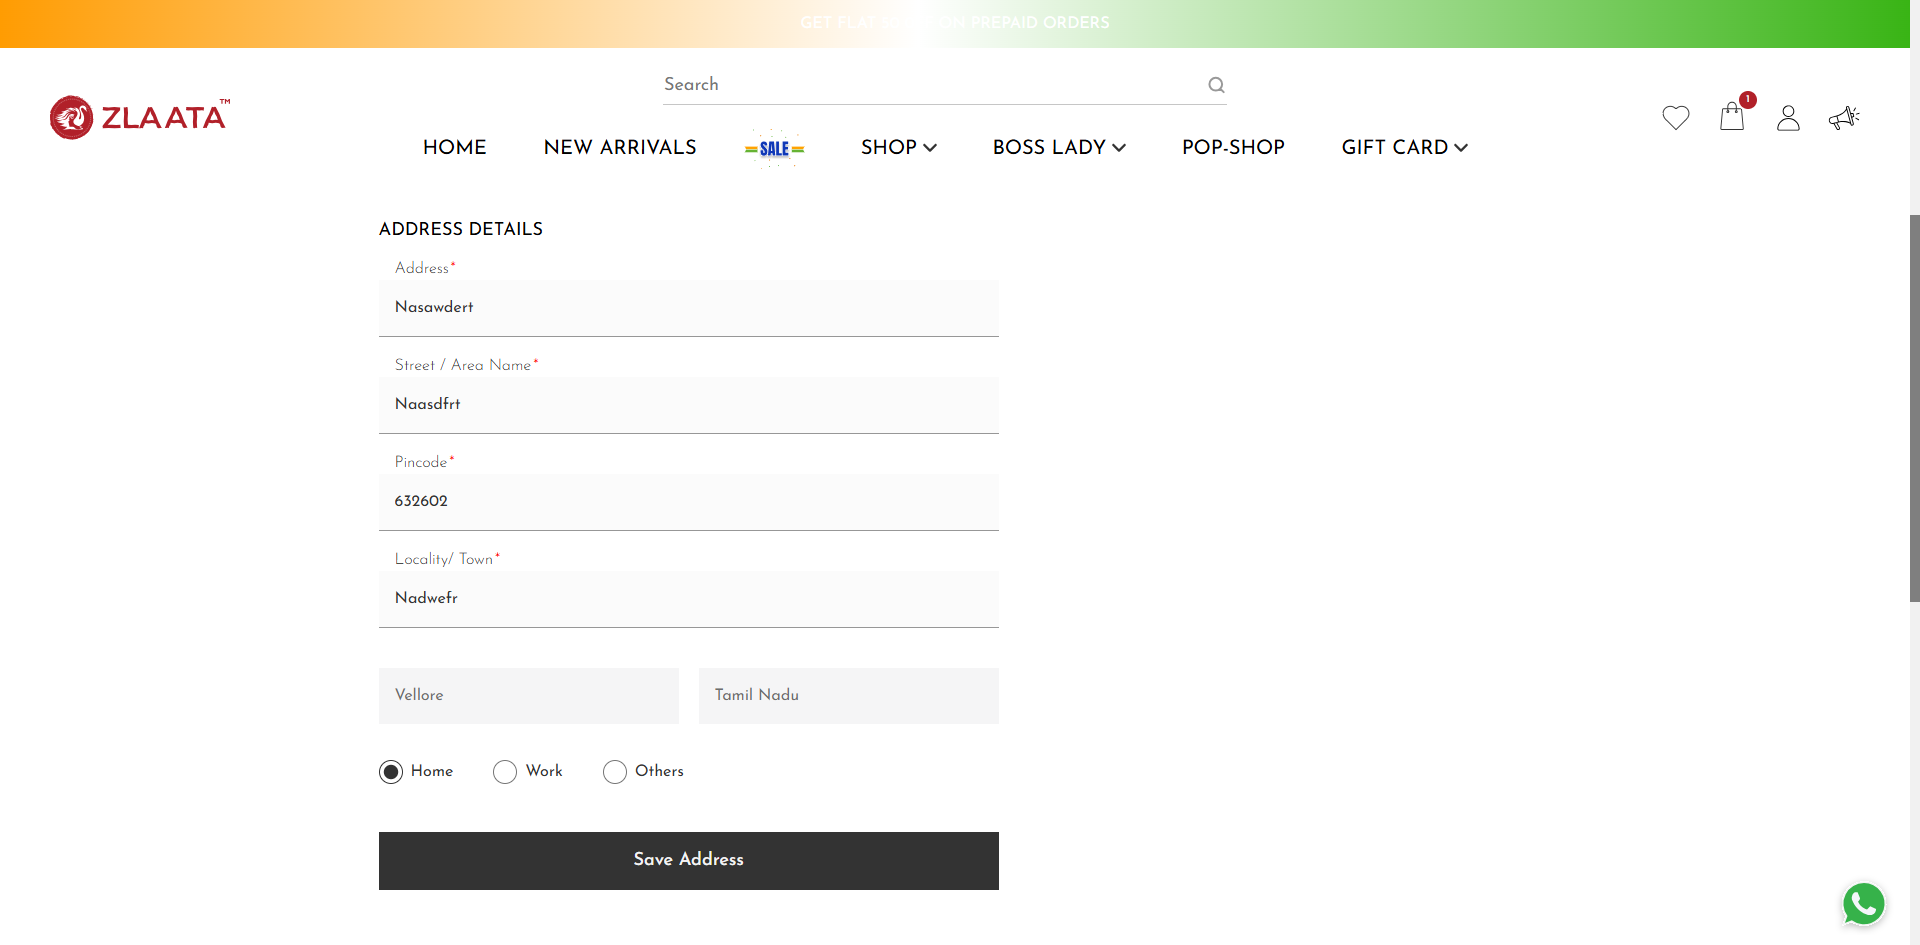 GET FLAT ON PREPAID ORDERS
Search
ZLAATA™
1
HOME
NEW ARRIVALS
SALE
SHOP
BOSS LADY
POP-SHOP
GIFT CARD
ADDRESS DETAILS
Address*
Nasawdert
Street / Area Name*
Naasdfrt
Pincode*
632602
Locality/ Town*
Nadwefr
Vellore
Tamil Nadu
Home
Work
Others
Save Address